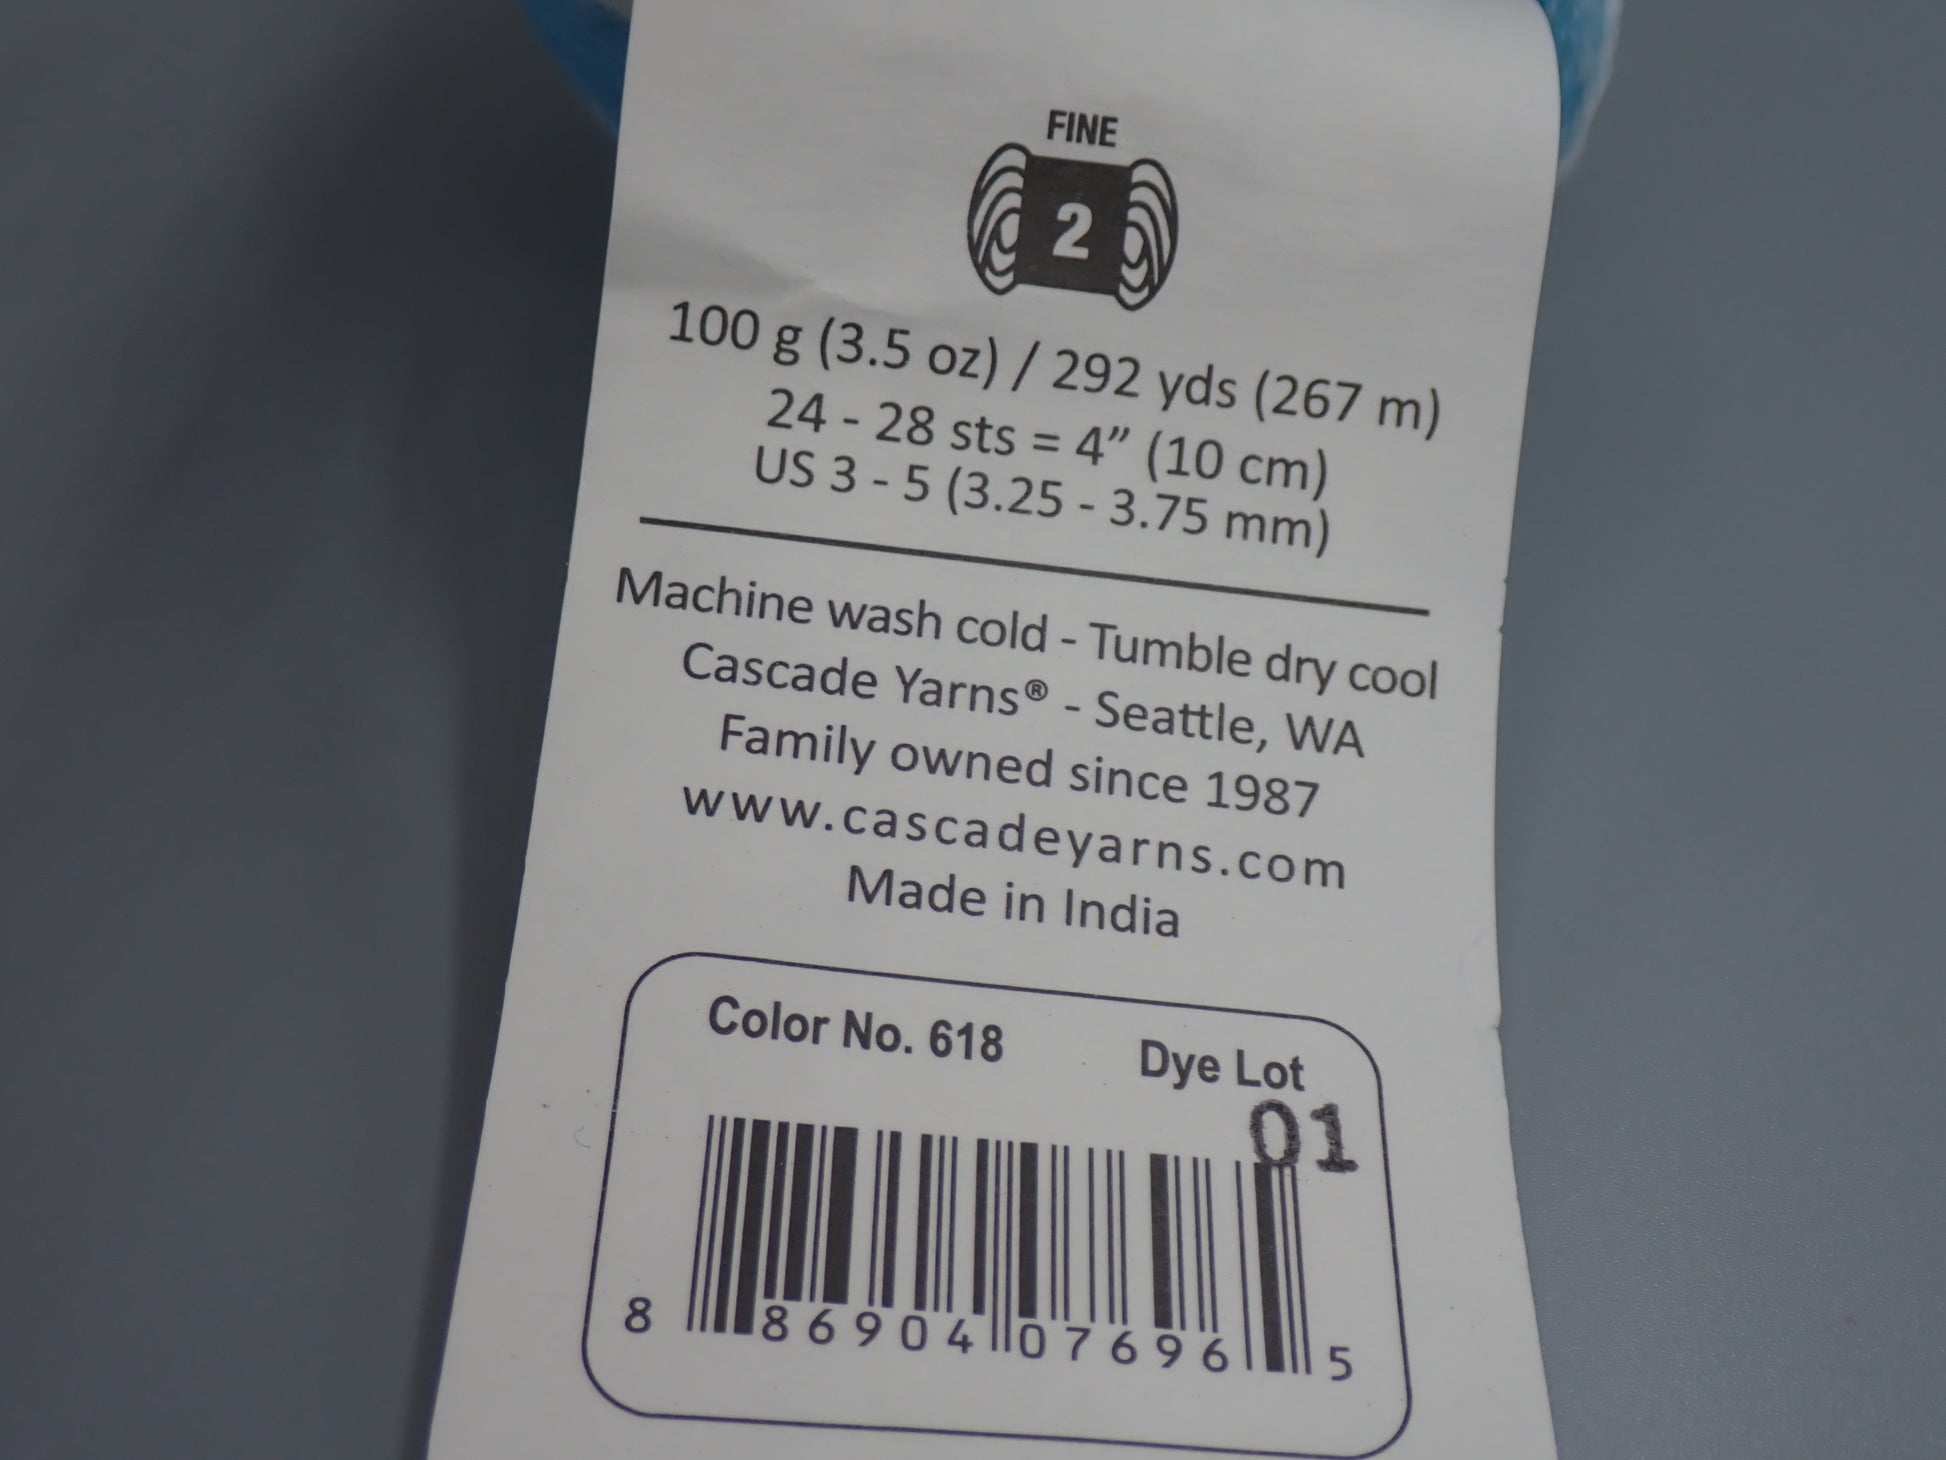 FINE
2
100 g (3.5 oz) / 292 yds (267 m)
24 - 28 sts = 4” (10 cm)
US 3 - 5 (3.25 - 3.75 mm)
Machine wash cold - Tumble dry cool
Cascade Yarns® - Seattle, WA
Family owned since 1987
www.cascadeyarns.com
Made in India
Color No. 618 Dye Lot
01
8 86904 07696 5